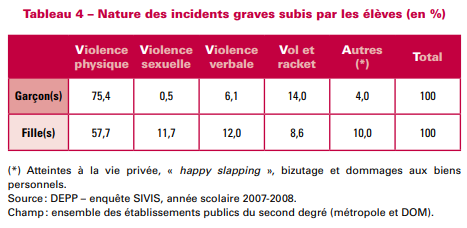 Tableau 4 – Nature des incidents graves subis par les élèves (en %)
Violence physique Violence sexuelle Violence verbale Vol et racket Autres (*) Total
Garçon(s) 75,4 0,5 6,1 14,0 4,0 100
Fille(s) 57,7 11,7 12,0 8,6 10,0 100
(*) Atteintes à la vie privée, « happy slapping », bizutage et dommages aux biens
personnels.
Source : DEPP – enquête SIVIS, année scolaire 2007-2008.
Champ : ensemble des établissements publics du second degré (métropole et DOM).